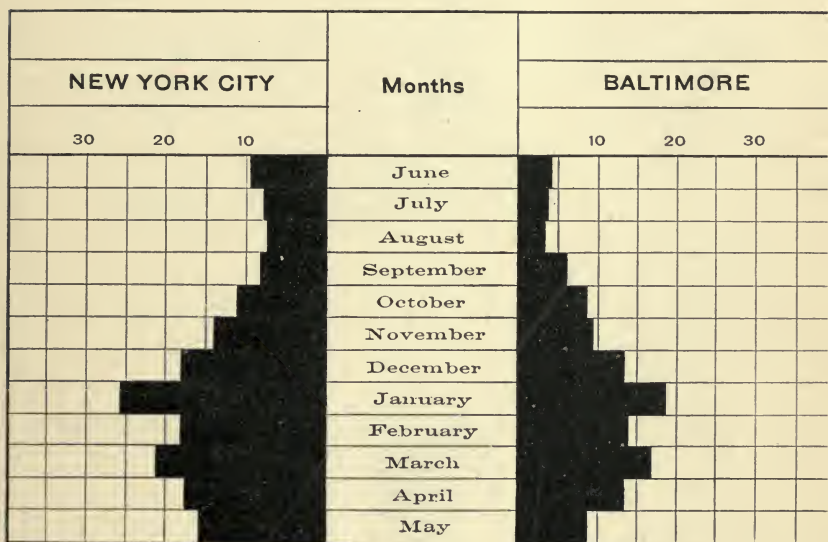 NEW YORK CITY Months BALTIMORE
30 20 10 10 20 30
June
July
August
September
October
November
December
January
February
March
April
May